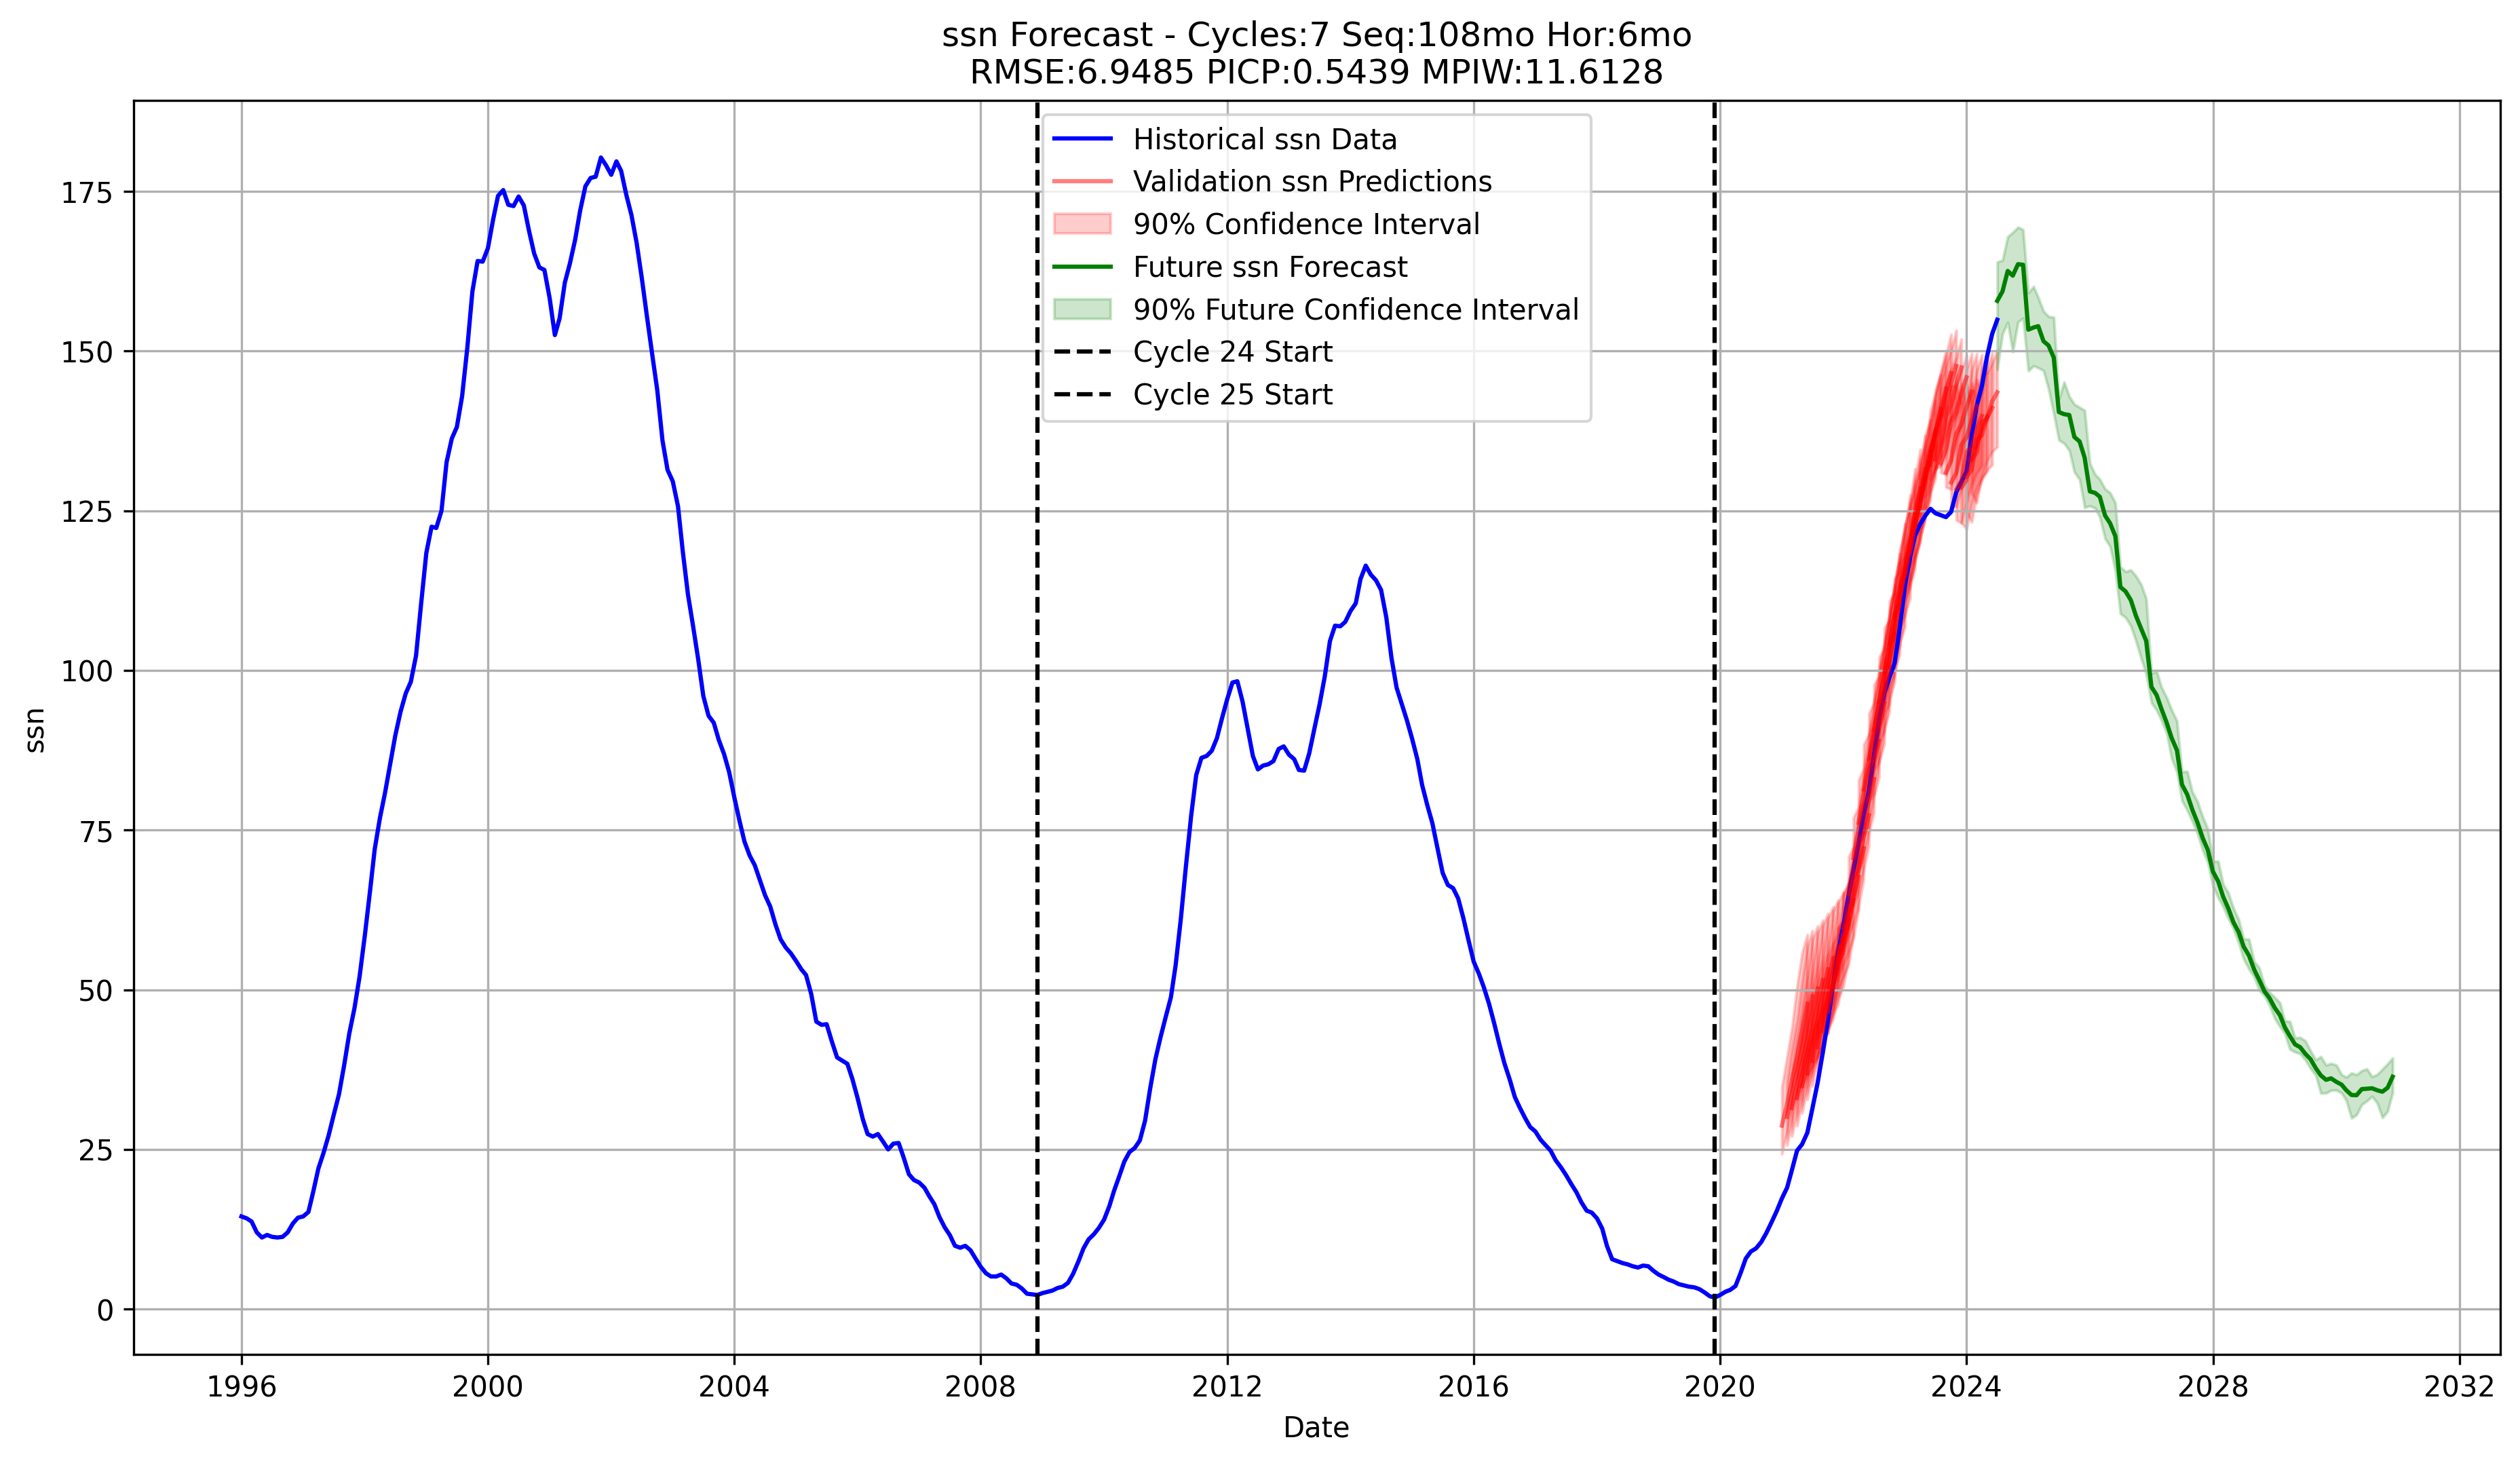 ssn Forecast - Cycles:7 Seq:108mo Hor:6mo
RMSE:6.9485 PICP:0.5439 MPIW:11.6128
Historical ssn Data
Validation ssn Predictions
90% Confidence Interval
Future ssn Forecast
90% Future Confidence Interval
Cycle 24 Start
Cycle 25 Start
175
150
125
100
75
50
25
0
ssn
1996 2000 2004 2008 2012 2016 2020 2024 2028 2032
Date